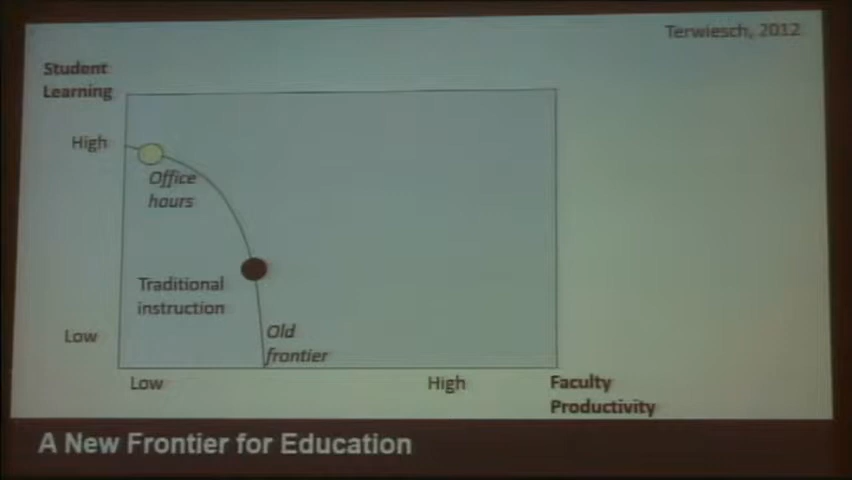 Terwiesch, 2012
Student
Learning
High
Office
hours
Traditional
instruction
Low
Old
frontier
Low
High
Faculty
Productivity
A New Frontier for Education